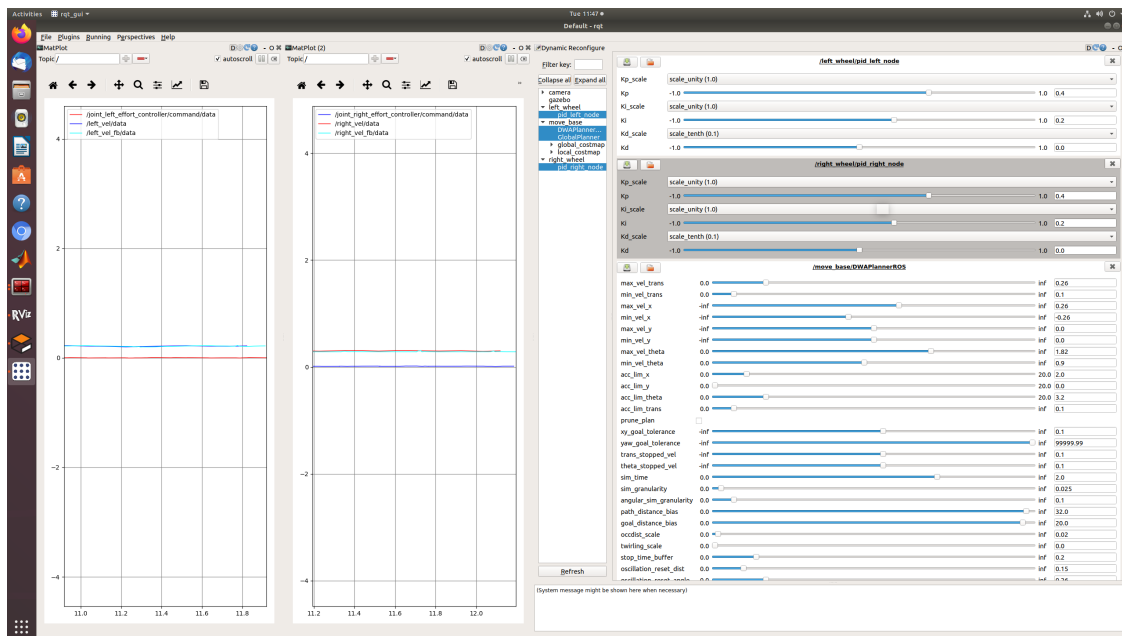 Activities rqt_gui Tue 11:47
Default - rqt
File Plugins Running Perspectives Help
MatPlot
Topic /
autoscroll
/joint_left_effort_controller/command/data
/left_vel/data
/left_vel_fb/data
4
2
0
−2
−4
11.0 11.2 11.4 11.6 11.8
MatPlot (2)
Topic /
autoscroll
/joint_right_effort_controller/command/data
/right_vel/data
/right_vel_fb/data
4
2
0
−2
−4
11.2 11.4 11.6 11.8 12.0
Dynamic Reconfigure
Filter key:
Collapse all Expand all
camera
gazebo
left_wheel
pid_left_node
move_base
DWAPlanner...
GlobalPlanner
global_costmap
local_costmap
right_wheel
pid_right_node
Refresh
/left_wheel/pid_left_node
Kp_scale scale_unity (1.0)
Kp -1.0 1.0 0.4
Ki_scale scale_unity (1.0)
Ki -1.0 1.0 0.2
Kd_scale scale_tenth (0.1)
Kd -1.0 1.0 0.0
/right_wheel/pid_right_node
Kp_scale scale_unity (1.0)
Kp -1.0 1.0 0.4
Ki_scale scale_unity (1.0)
Ki -1.0 1.0 0.2
Kd_scale scale_tenth (0.1)
Kd -1.0 1.0 0.0
/move_base/DWAPlannerROS
max_vel_trans 0.0 inf 0.26
min_vel_trans 0.0 inf 0.1
max_vel_x -inf inf 0.26
min_vel_x -inf inf -0.26
max_vel_y -inf inf 0.0
min_vel_y -inf inf 0.0
max_vel_theta 0.0 inf 1.82
min_vel_theta 0.0 inf 0.9
acc_lim_x 0.0 20.0 2.0
acc_lim_y 0.0 20.0 0.0
acc_lim_theta 0.0 20.0 3.2
acc_lim_trans 0.0 inf 0.1
prune_plan
xy_goal_tolerance -inf inf 0.1
yaw_goal_tolerance -inf inf 99999.99
trans_stopped_vel -inf inf 0.1
theta_stopped_vel -inf inf 0.1
sim_time 0.0 inf 2.0
sim_granularity 0.0 inf 0.025
angular_sim_granularity 0.0 inf 0.1
path_distance_bias 0.0 inf 32.0
goal_distance_bias 0.0 inf 20.0
occdist_scale 0.0 inf 0.02
twirling_scale 0.0 inf 0.0
stop_time_buffer 0.0 inf 0.2
oscillation_reset_dist 0.0 inf 0.15
oscillation_reset_angle 0.0 inf 0.26
(System message might be shown here when necessary)
RViz